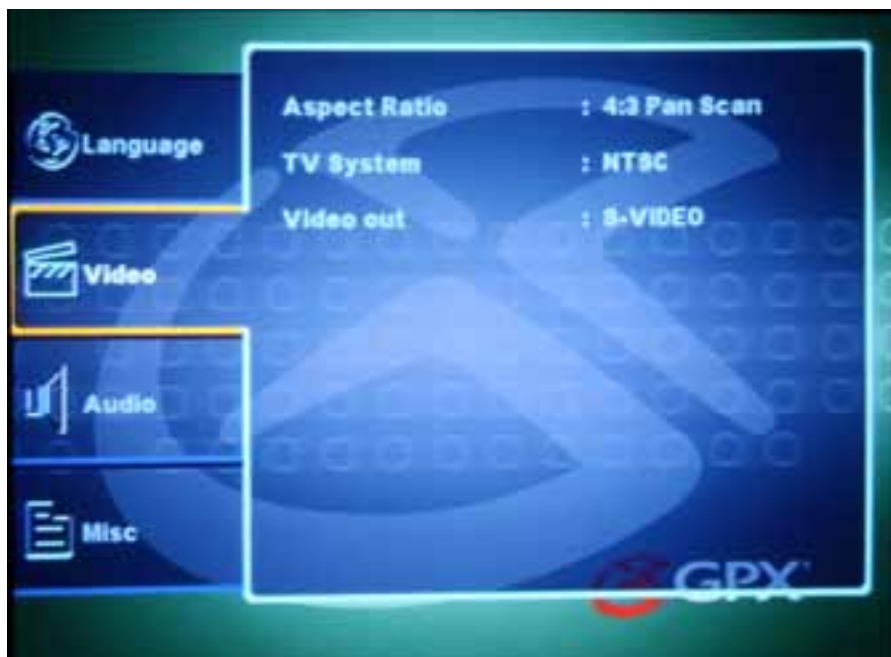 Language
Video
Audio
Misc
Aspect Ratio : 4:3 Pan Scan
TV System : NTSC
Video out : S-VIDEO
GPX